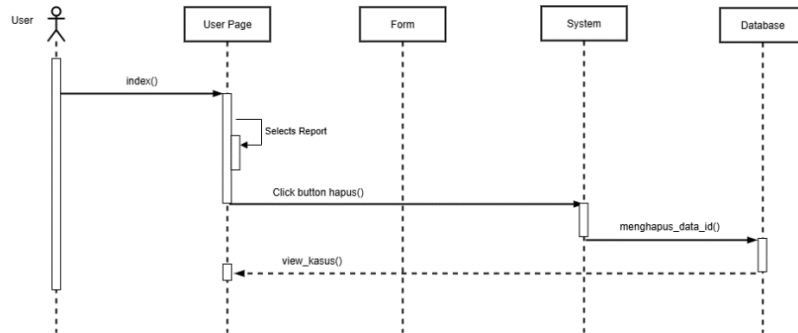 User
User Page
Form
System
Database
index()
Selects Report
Click button hapus()
menghapus_data_id()
view_kasus()